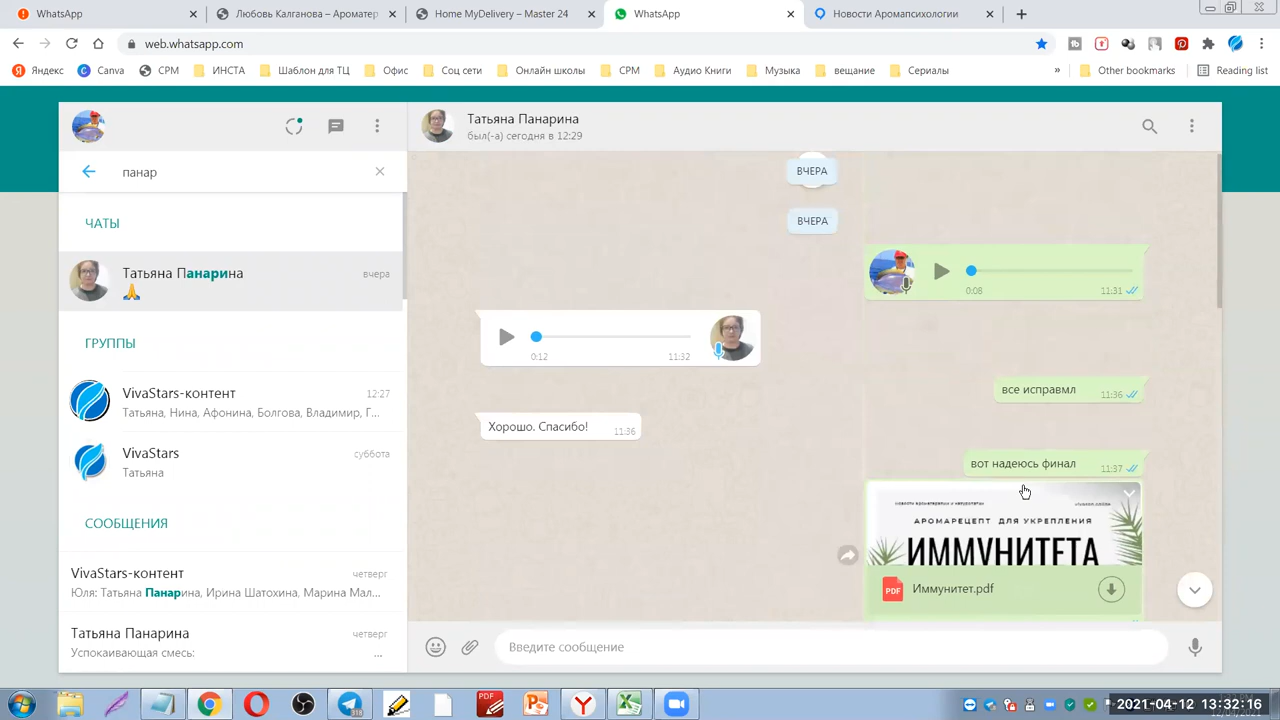 WhatsApp
Любовь Калганова – Ароматер
Home MyDelivery – Master 24
WhatsApp
Новости Аромапсихологии
web.whatsapp.com
Яндекс
Canva
СРМ
ИНСТА
Шаблон для ТЦ
Офис
Соц сети
Онлайн школы
СРМ
Аудио Книги
Музыка
вещание
Сериалы
»
Other bookmarks
Reading list
панар
ЧАТЫ
Татьяна Панарина
вчера
ГРУППЫ
VivaStars-контент
12:27
Татьяна, Нина, Афонина, Болгова, Владимир, Г...
VivaStars
суббота
Татьяна
СООБЩЕНИЯ
VivaStars-контент
четверг
Юля: Татьяна Панарина, Ирина Шатохина, Марина Мал...
Татьяна Панарина
четверг
Успокаивающая смесь:
...
Татьяна Панарина
был(-а) сегодня в 12:29
ВЧЕРА
ВЧЕРА
0:08
11:31
0:12
11:32
все исправмл
11:36
Хорошо. Спасибо!
11:36
вот надеюсь финал
11:37
АРОМАРЕЦЕПТ ДЛЯ УКРЕПЛЕНИЯ
ИММУНИТЕТА
PDF
Иммунитет.pdf
Введите сообщение
PDF
318
2021-04-12 13:32:16